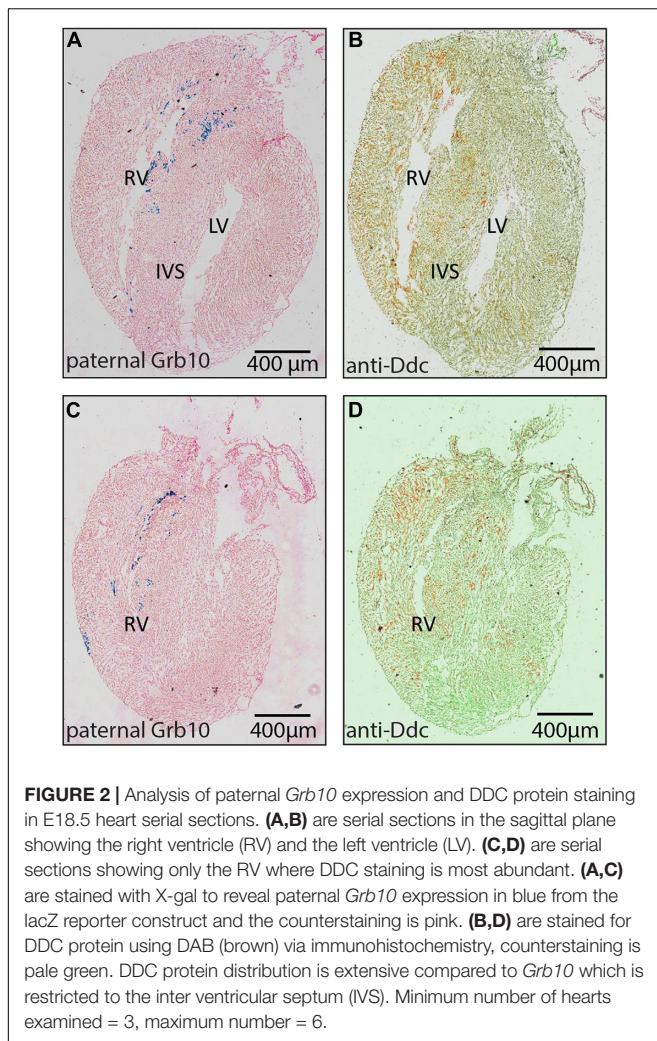 A
RV
LV
IVS
paternal Grb10
400 µm
B
RV
LV
IVS
anti-Ddc
400µm
C
RV
paternal Grb10
400µm
D
RV
anti-Ddc
400µm
FIGURE 2 | Analysis of paternal Grb10 expression and DDC protein staining
in E18.5 heart serial sections. (A,B) are serial sections in the sagittal plane
showing the right ventricle (RV) and the left ventricle (LV). (C,D) are serial
sections showing only the RV where DDC staining is most abundant. (A,C)
are stained with X-gal to reveal paternal Grb10 expression in blue from the
lacZ reporter construct and the counterstaining is pink. (B,D) are stained for
DDC protein using DAB (brown) via immunohistochemistry, counterstaining is
pale green. DDC protein distribution is extensive compared to Grb10 which is
restricted to the inter ventricular septum (IVS). Minimum number of hearts
examined = 3, maximum number = 6.